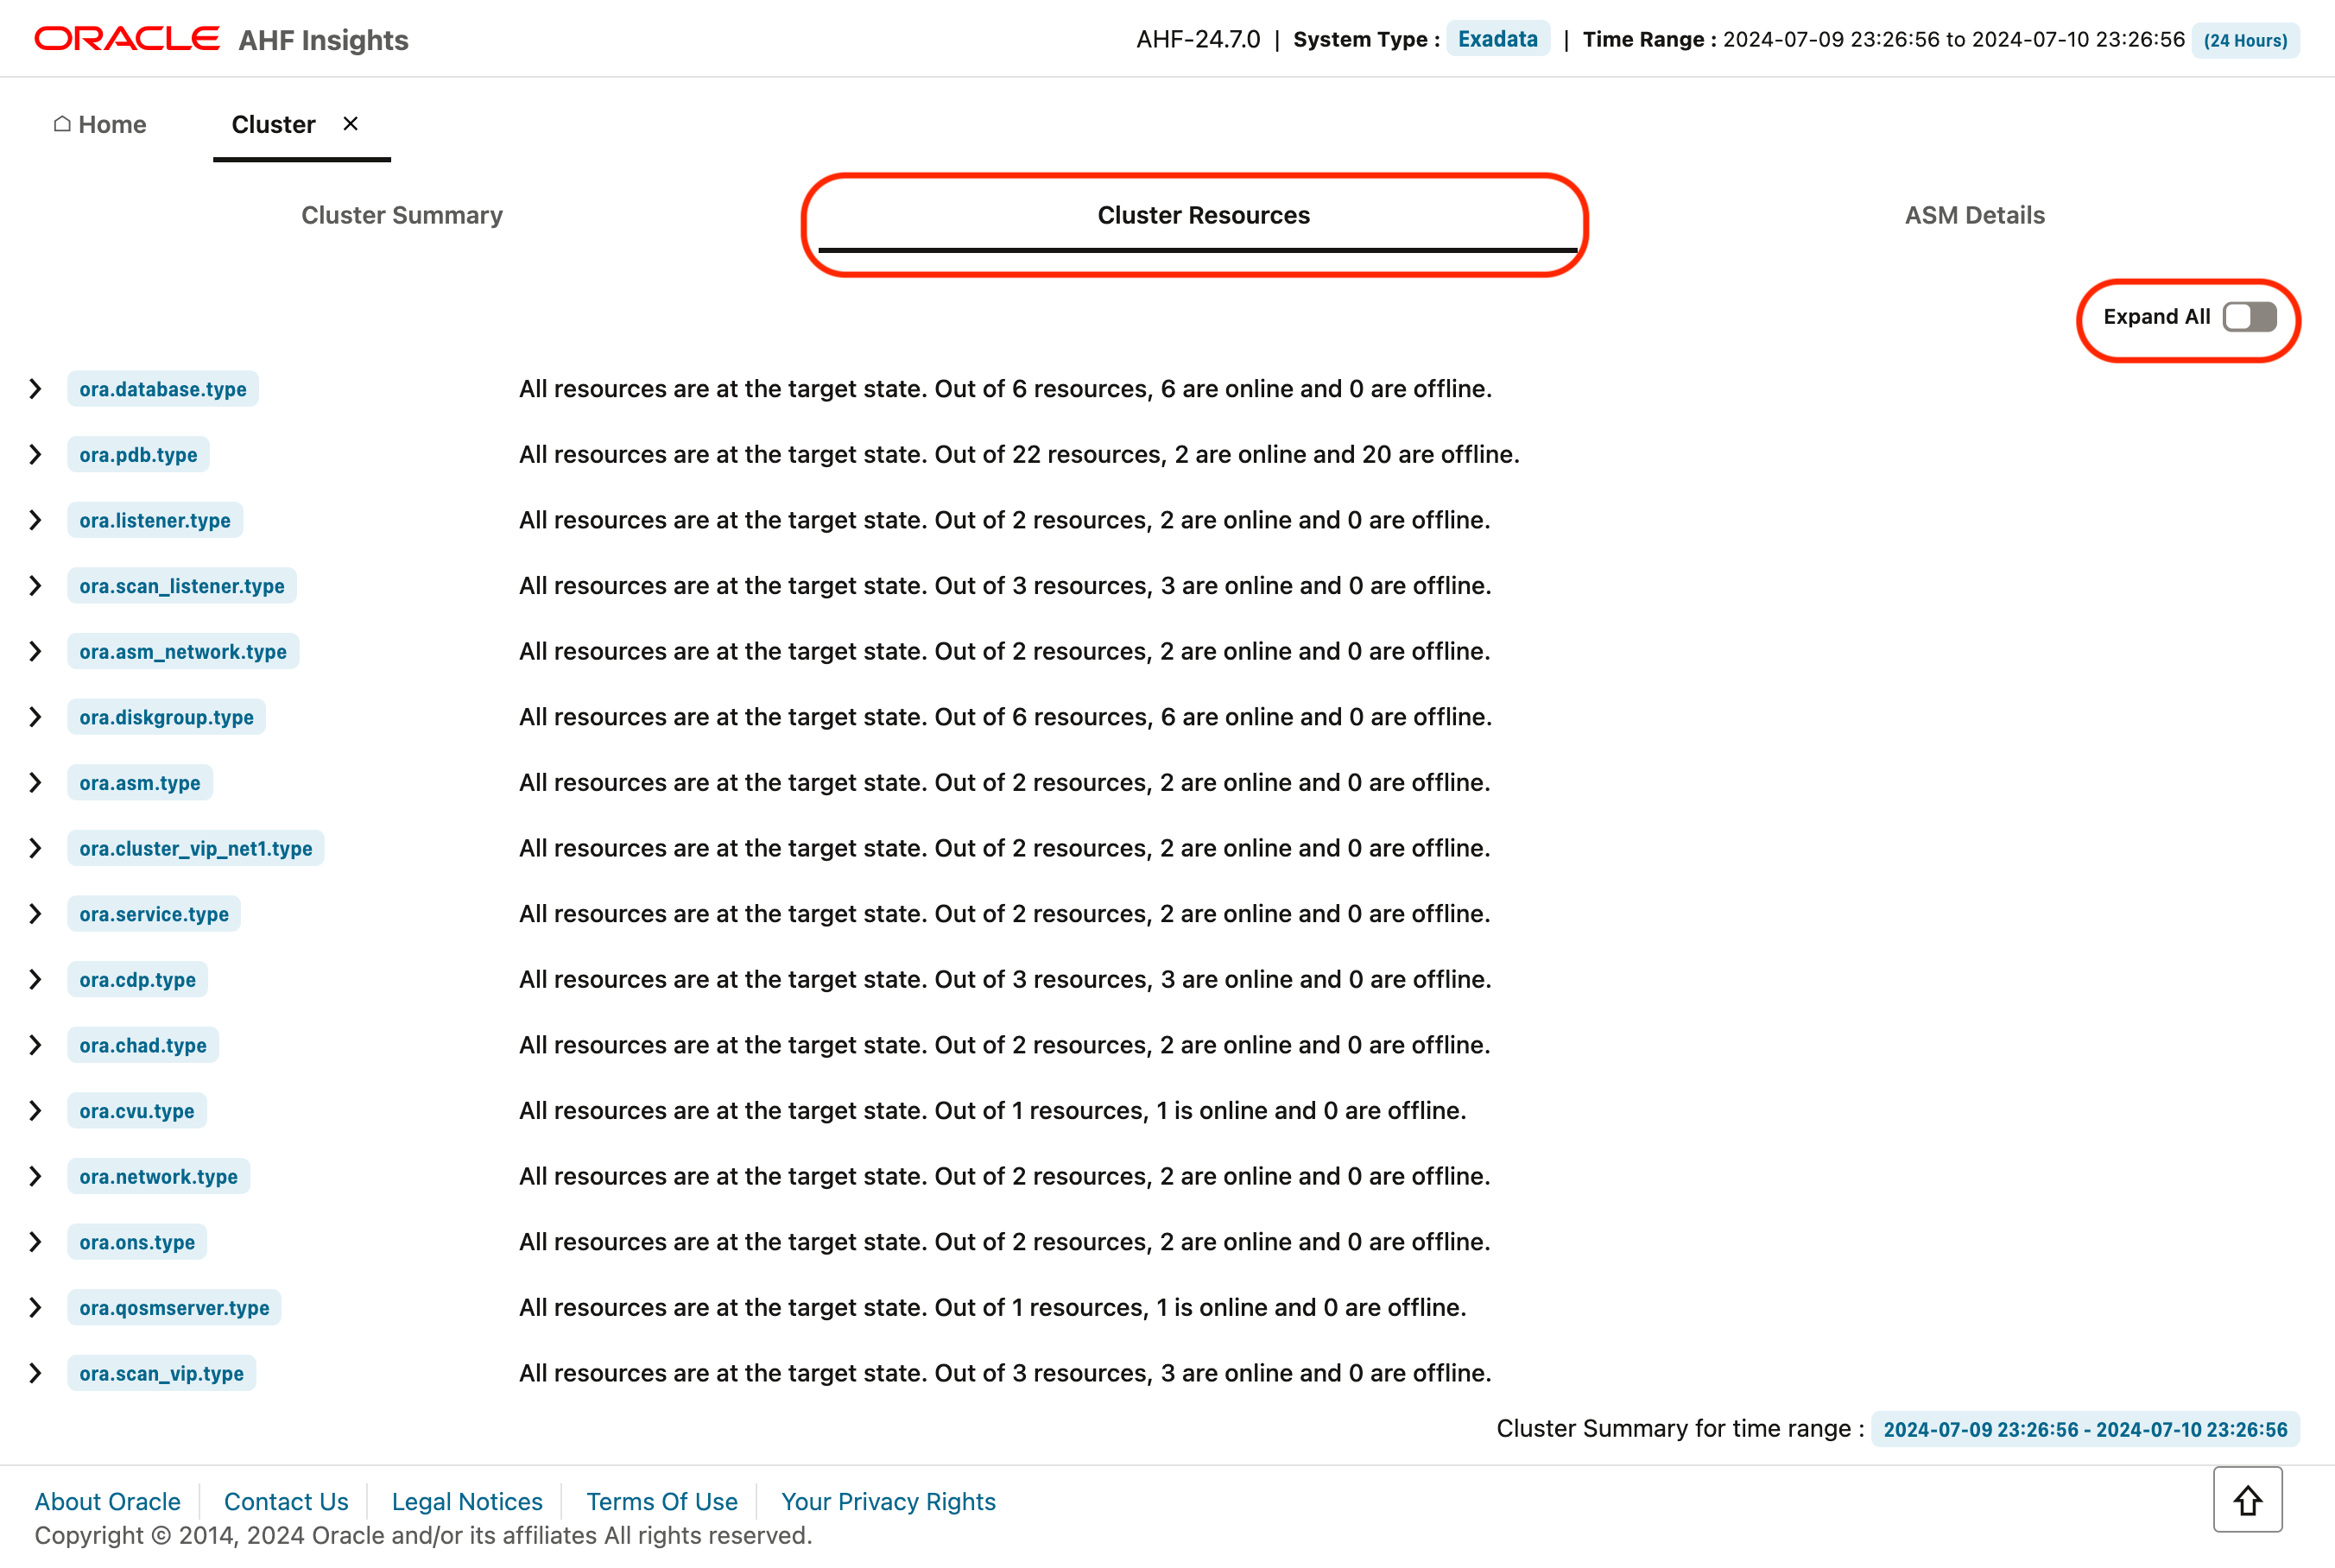 ORACLE AHF Insights AHF-24.7.0 | System Type : Exadata | Time Range : 2024-07-09 23:26:56 to 2024-07-10 23:26:56 (24 Hours)
Home Cluster ×
Cluster Summary Cluster Resources ASM Details
Expand All
ora.database.type All resources are at the target state. Out of 6 resources, 6 are online and 0 are offline.
ora.pdb.type All resources are at the target state. Out of 22 resources, 2 are online and 20 are offline.
ora.listener.type All resources are at the target state. Out of 2 resources, 2 are online and 0 are offline.
ora.scan_listener.type All resources are at the target state. Out of 3 resources, 3 are online and 0 are offline.
ora.asm_network.type All resources are at the target state. Out of 2 resources, 2 are online and 0 are offline.
ora.diskgroup.type All resources are at the target state. Out of 6 resources, 6 are online and 0 are offline.
ora.asm.type All resources are at the target state. Out of 2 resources, 2 are online and 0 are offline.
ora.cluster_vip_net1.type All resources are at the target state. Out of 2 resources, 2 are online and 0 are offline.
ora.service.type All resources are at the target state. Out of 2 resources, 2 are online and 0 are offline.
ora.cdp.type All resources are at the target state. Out of 3 resources, 3 are online and 0 are offline.
ora.chad.type All resources are at the target state. Out of 2 resources, 2 are online and 0 are offline.
ora.cvu.type All resources are at the target state. Out of 1 resources, 1 is online and 0 are offline.
ora.network.type All resources are at the target state. Out of 2 resources, 2 are online and 0 are offline.
ora.ons.type All resources are at the target state. Out of 2 resources, 2 are online and 0 are offline.
ora.qosmserver.type All resources are at the target state. Out of 1 resources, 1 is online and 0 are offline.
ora.scan_vip.type All resources are at the target state. Out of 3 resources, 3 are online and 0 are offline.
Cluster Summary for time range : 2024-07-09 23:26:56 - 2024-07-10 23:26:56
About Oracle Contact Us Legal Notices Terms Of Use Your Privacy Rights
Copyright © 2014, 2024 Oracle and/or its affiliates All rights reserved.